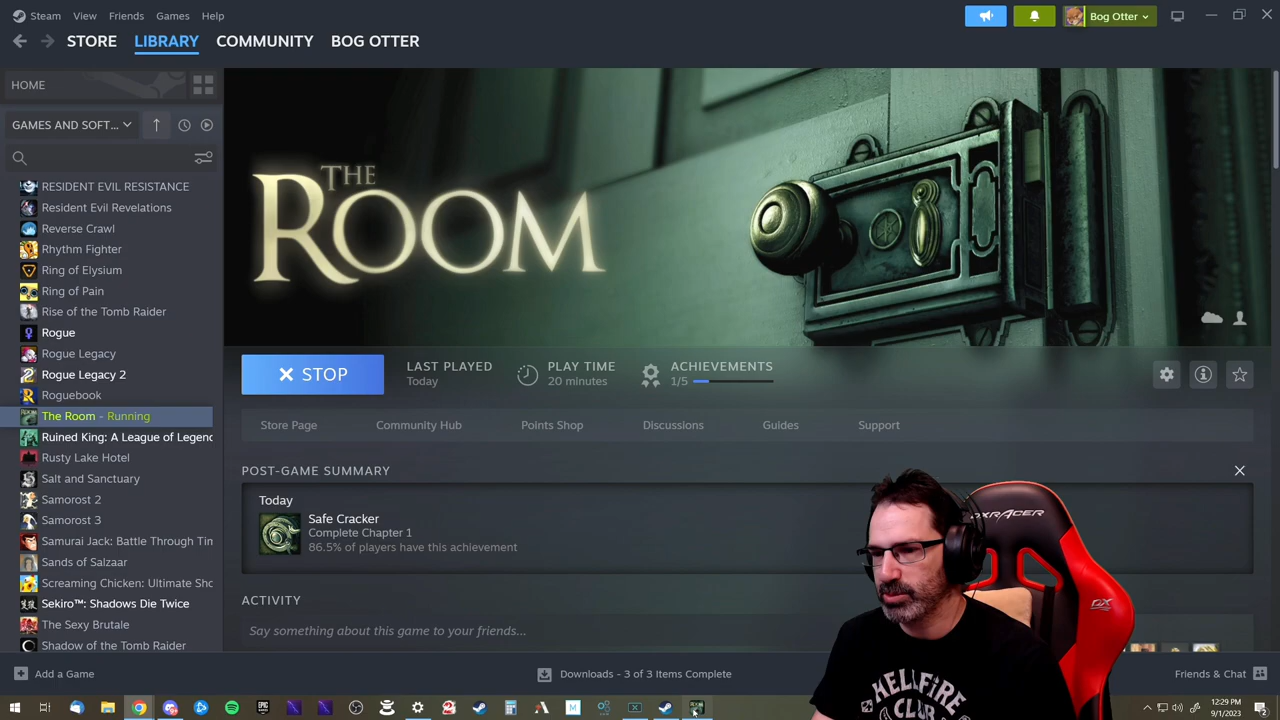 Steam View Friends Games Help
Bog Otter
STORE LIBRARY COMMUNITY BOG OTTER
HOME
GAMES AND SOFT...
RESIDENT EVIL RESISTANCE
Resident Evil Revelations
Reverse Crawl
Rhythm Fighter
Ring of Elysium
Ring of Pain
Rise of the Tomb Raider
Rogue
Rogue Legacy
Rogue Legacy 2
Roguebook
The Room - Running
Ruined King: A League of Legend
Rusty Lake Hotel
Salt and Sanctuary
Samorost 2
Samorost 3
Samurai Jack: Battle Through Tim
Sands of Salzaar
Screaming Chicken: Ultimate Sho
Sekiro™: Shadows Die Twice
The Sexy Brutale
Shadow of the Tomb Raider
THE
ROOM
STOP
LAST PLAYED
Today
PLAY TIME
20 minutes
ACHIEVEMENTS
1/5
Store Page Community Hub Points Shop Discussions Guides Support
POST-GAME SUMMARY
Today
Safe Cracker
Complete Chapter 1
86.5% of players have this achievement
ACTIVITY
Say something about this game to your friends...
DXRACER
DX
HELLFIRE
CLUB
Add a Game
Downloads - 3 of 3 Items Complete
Friends & Chat
12:29 PM
9/1/2023
2